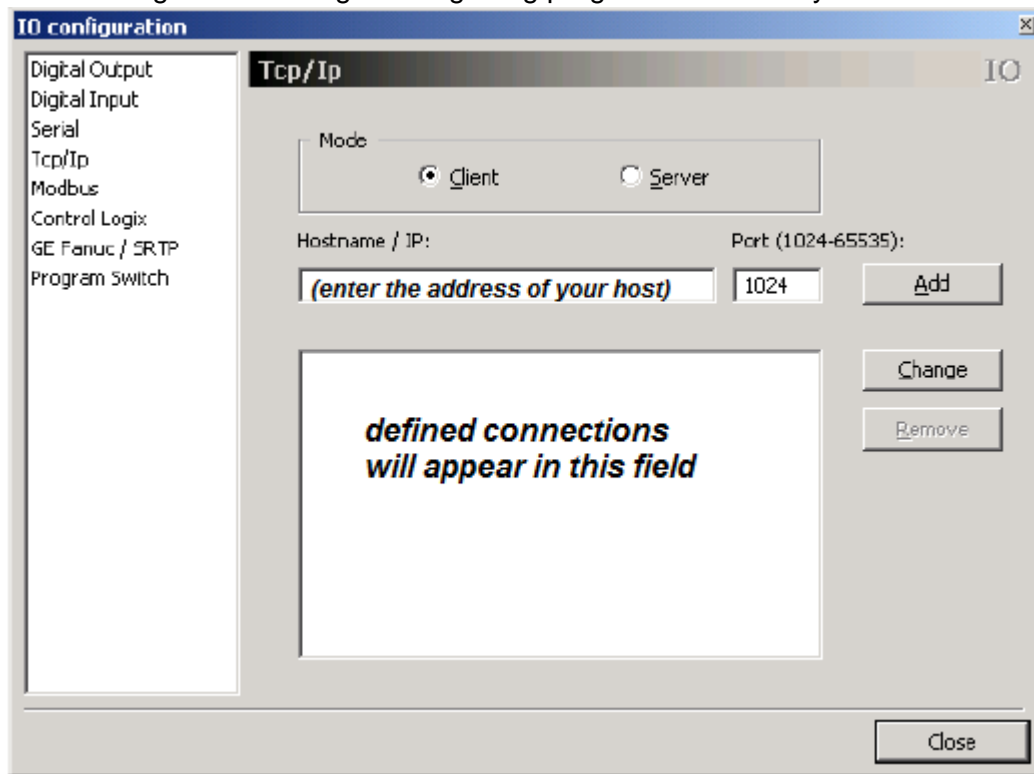 IO configuration
Digital Output
Digital Input
Serial
Tcp/Ip
Modbus
Control Logix
GE Fanuc / SRTP
Program Switch
Tcp/Ip IO
Mode
Client Server
Hostname / IP: Port (1024-65535):
(enter the address of your host) 1024 Add
Change
defined connections
will appear in this field
Remove
Close